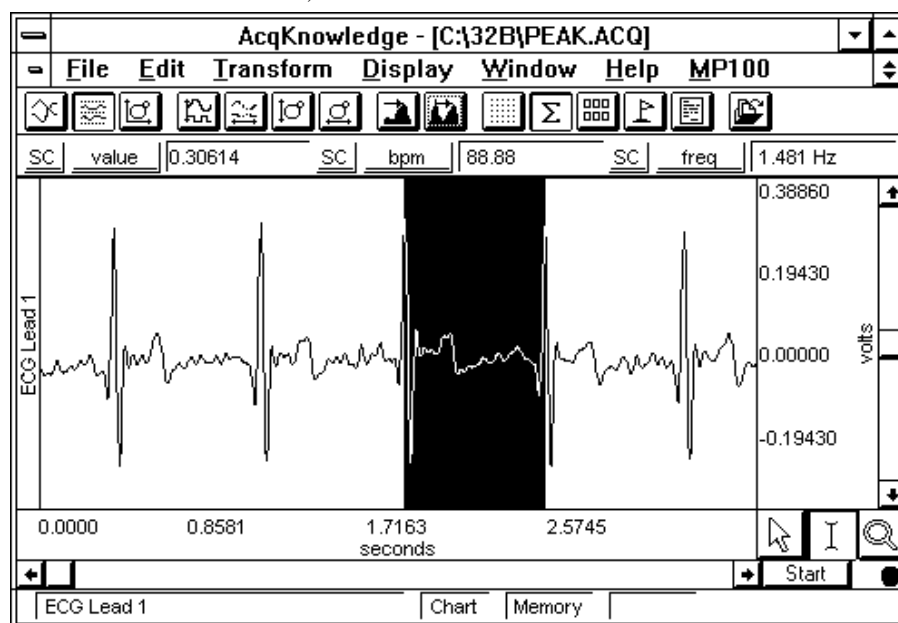 AcqKnowledge - [C:\32B\PEAK.ACQ]
File Edit Transform Display Window Help MP100
SC value 0.30614 SC bpm 88.88 SC freq 1.481 Hz
0.38860
0.19430
0.00000
-0.19430
volts
ECG Lead 1
0.0000 0.8581 1.7163 2.5745
seconds
Start
ECG Lead 1 Chart Memory